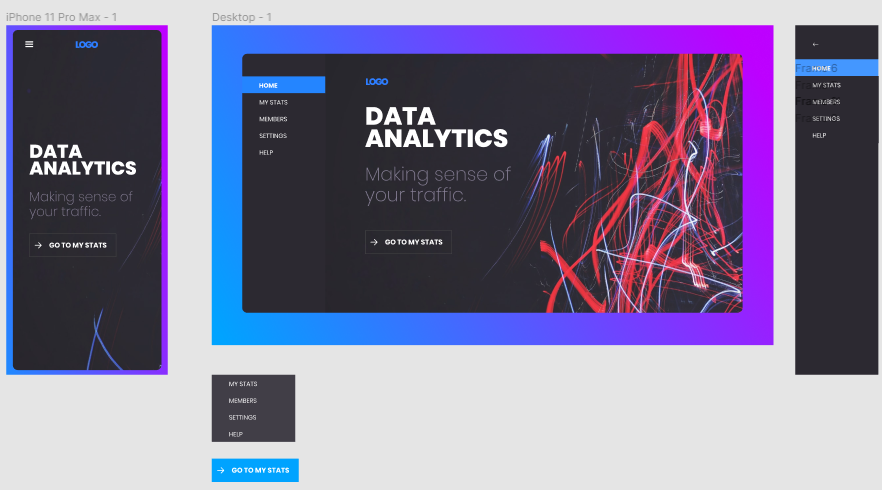 iPhone 11 Pro Max - 1
LOGO
DATA
ANALYTICS
Making sense of
your traffic.
GO TO MY STATS
Desktop - 1
HOME
MY STATS
MEMBERS
SETTINGS
HELP
LOGO
DATA
ANALYTICS
Making sense of
your traffic.
GO TO MY STATS
HOME
MY STATS
MEMBERS
SETTINGS
HELP
MY STATS
MEMBERS
SETTINGS
HELP
GO TO MY STATS